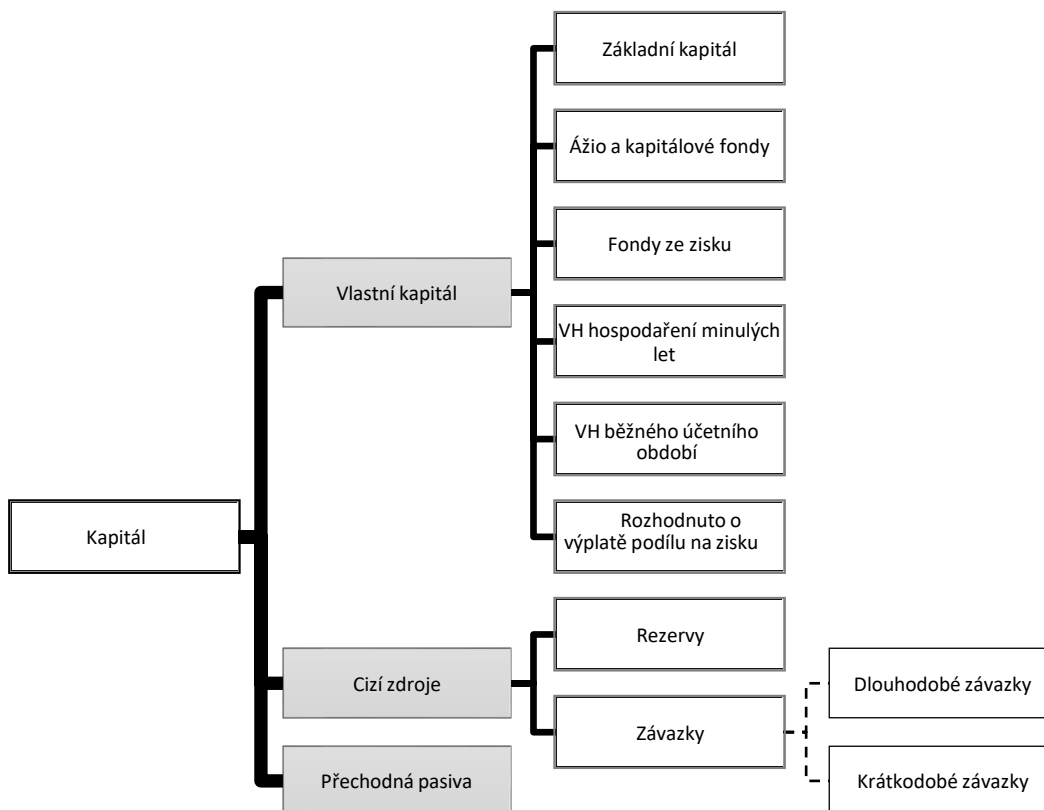 Základní kapitál
Ážio a kapitálové fondy
Fondy ze zisku
Vlastní kapitál
VH hospodaření minulých
let
VH běžného účetního
období
Rozhodnuto o
výplatě podílu na zisku
Kapitál
Rezervy
Cizí zdroje
Dlouhodobé závazky
Závazky
Přechodná pasiva
Krátkodobé závazky